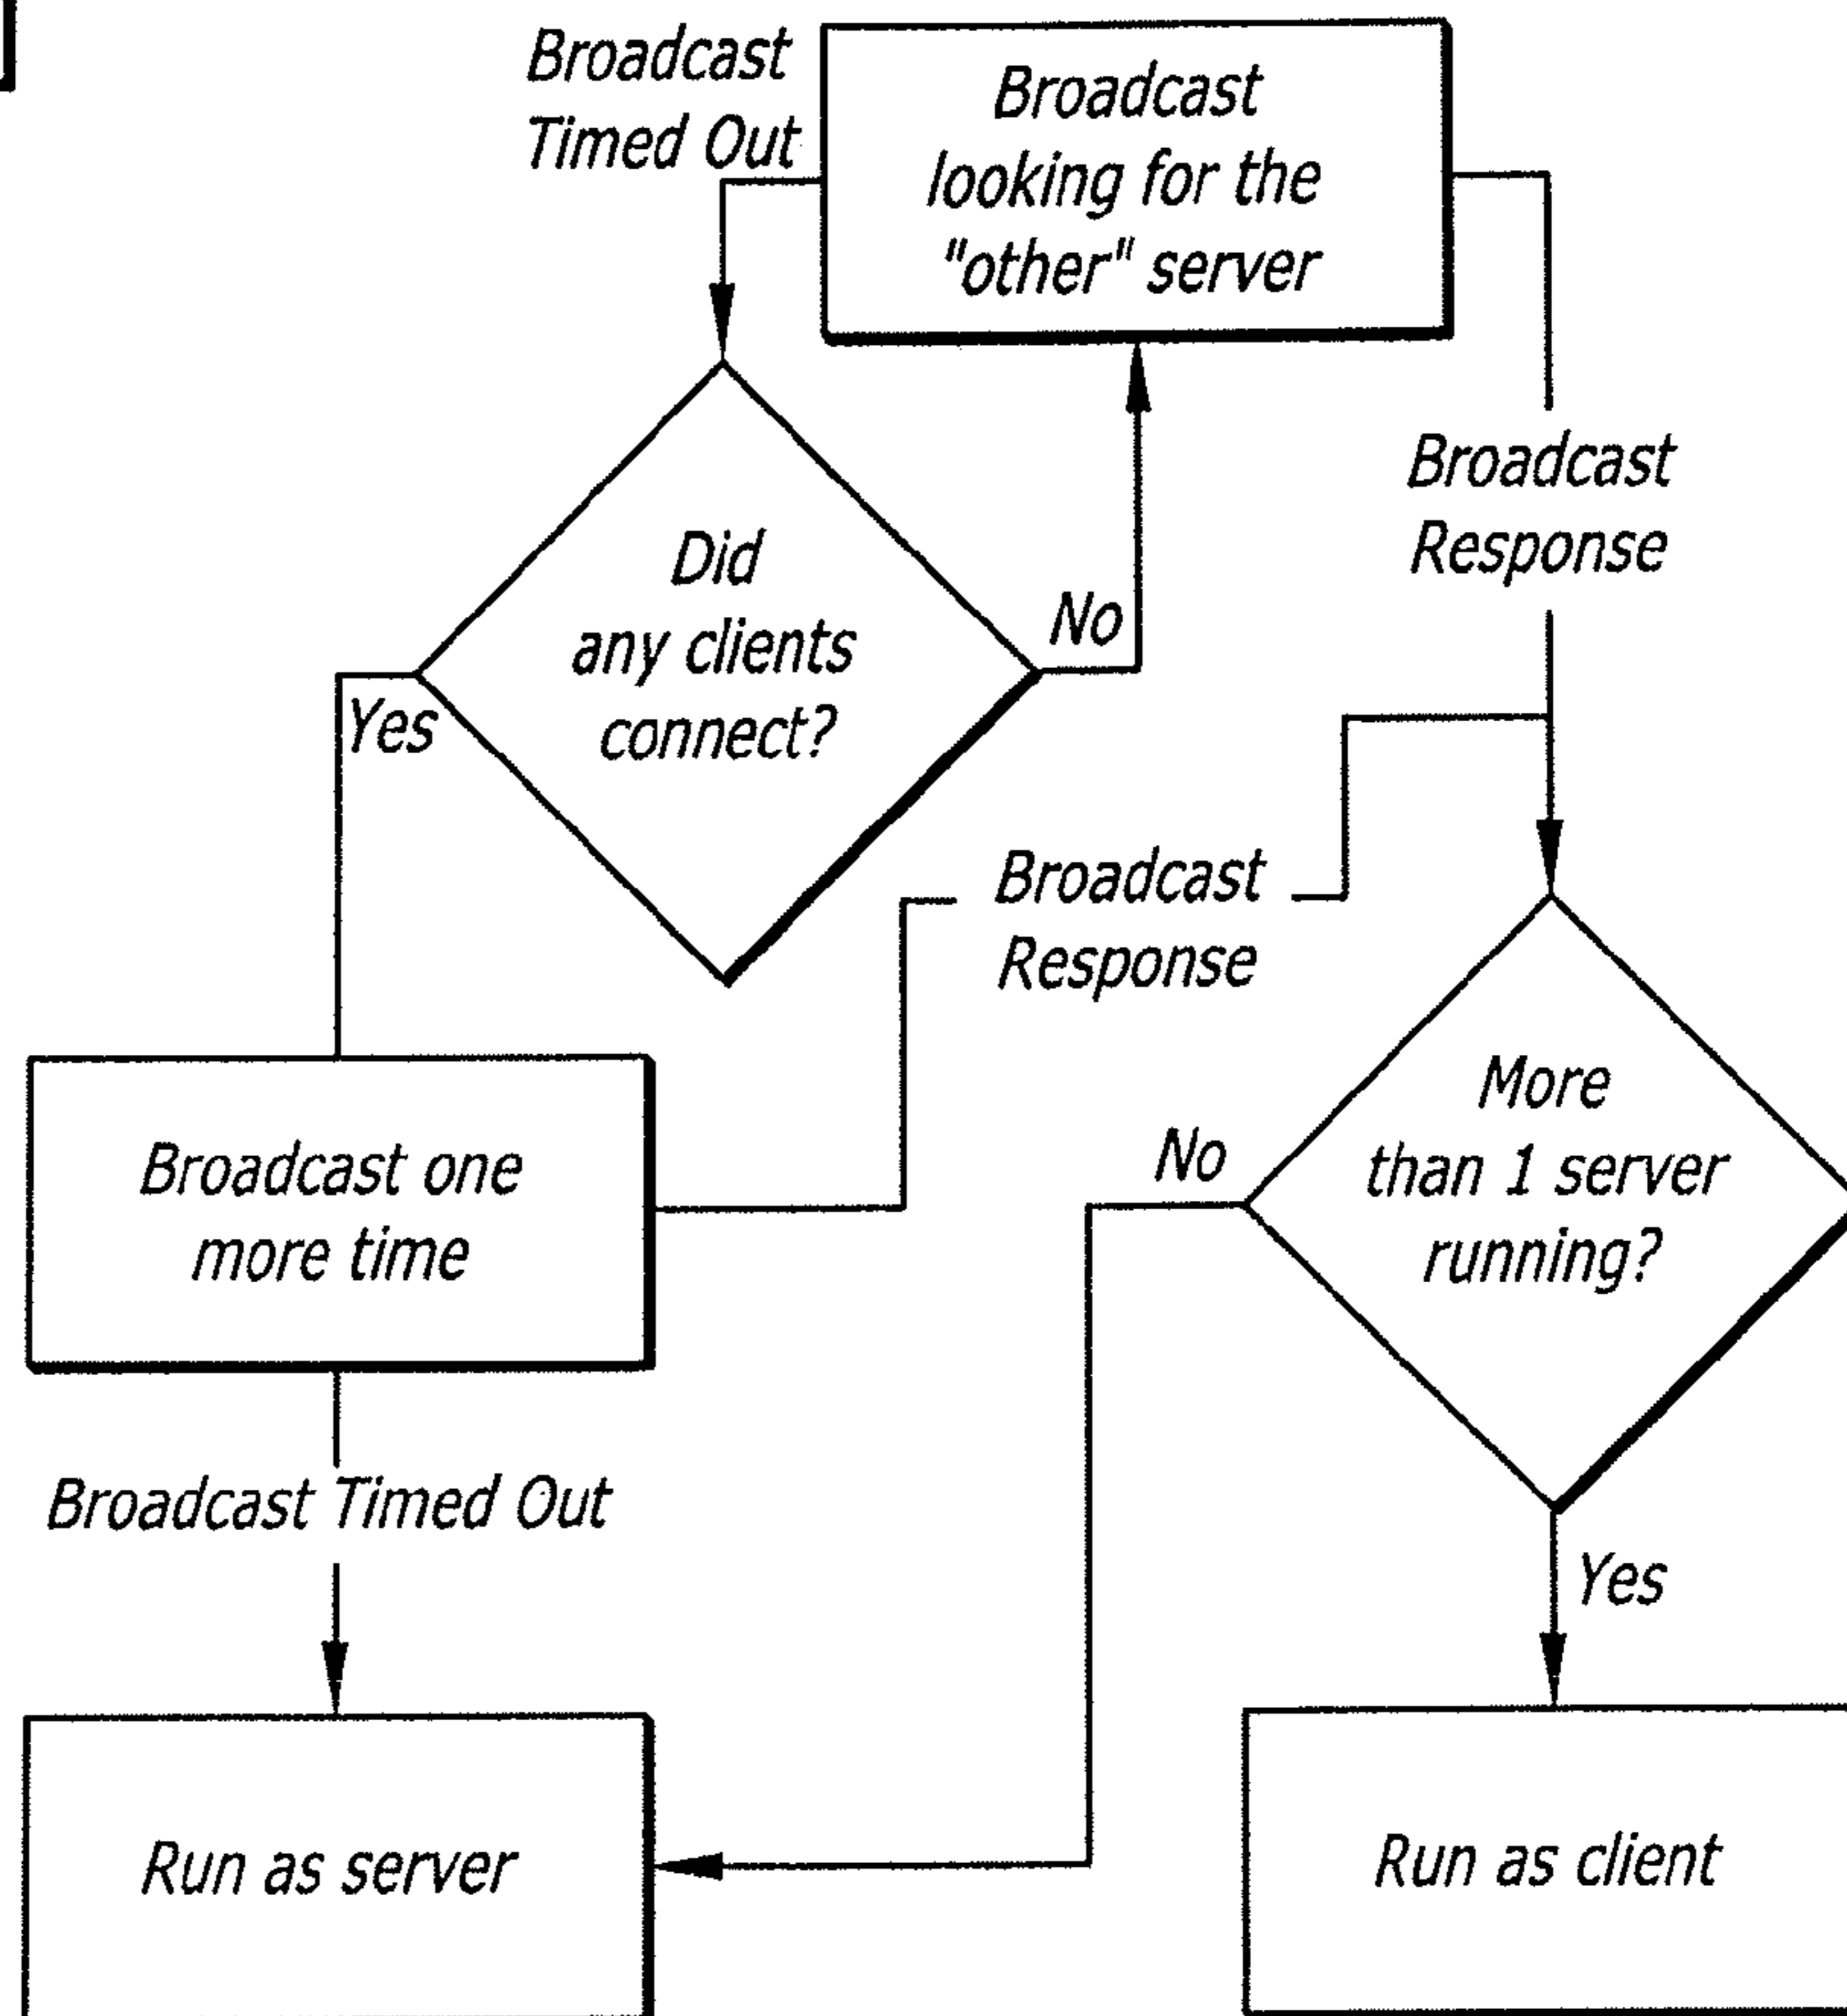 Broadcast
Timed Out
Broadcast
looking for the
"other" server
Broadcast
Response
Did
any clients
connect?
No
Yes
Broadcast
Response
More
than 1 server
running?
No
Broadcast one
more time
Broadcast Timed Out
Yes
Run as server
Run as client